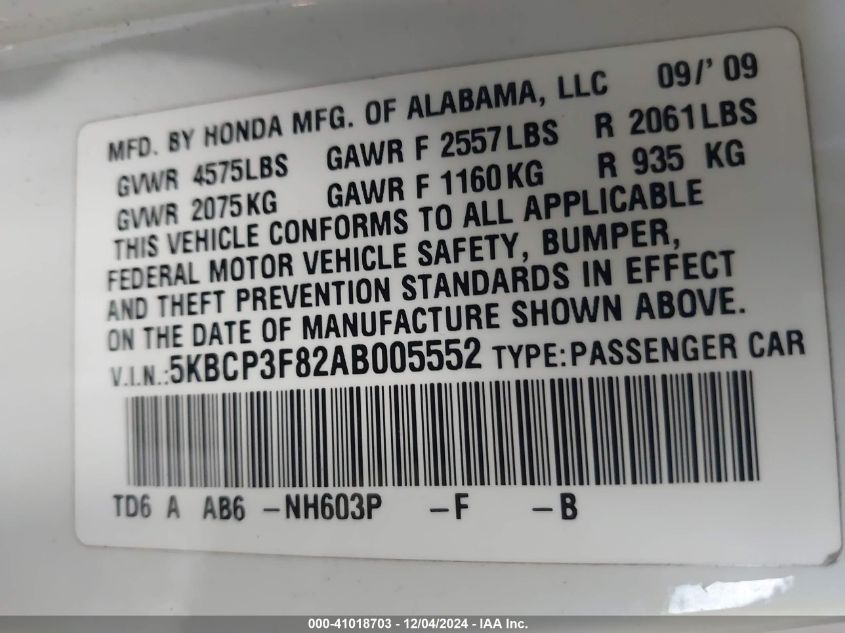 MFD. BY HONDA MFG. OF ALABAMA, LLC 09/'09
GVWR 4575LBS GAWR F 2557LBS R 2061LBS
GVWR 2075KG GAWR F 1160KG R 935 KG
THIS VEHICLE CONFORMS TO ALL APPLICABLE
FEDERAL MOTOR VEHICLE SAFETY, BUMPER,
AND THEFT PREVENTION STANDARDS IN EFFECT
ON THE DATE OF MANUFACTURE SHOWN ABOVE.
V.I.N.:5KBCP3F82AB005552 TYPE:PASSENGER CAR
TD6 A AB6 -NH603P -F -B
000-41018703 - 12/04/2024 - IAA Inc.